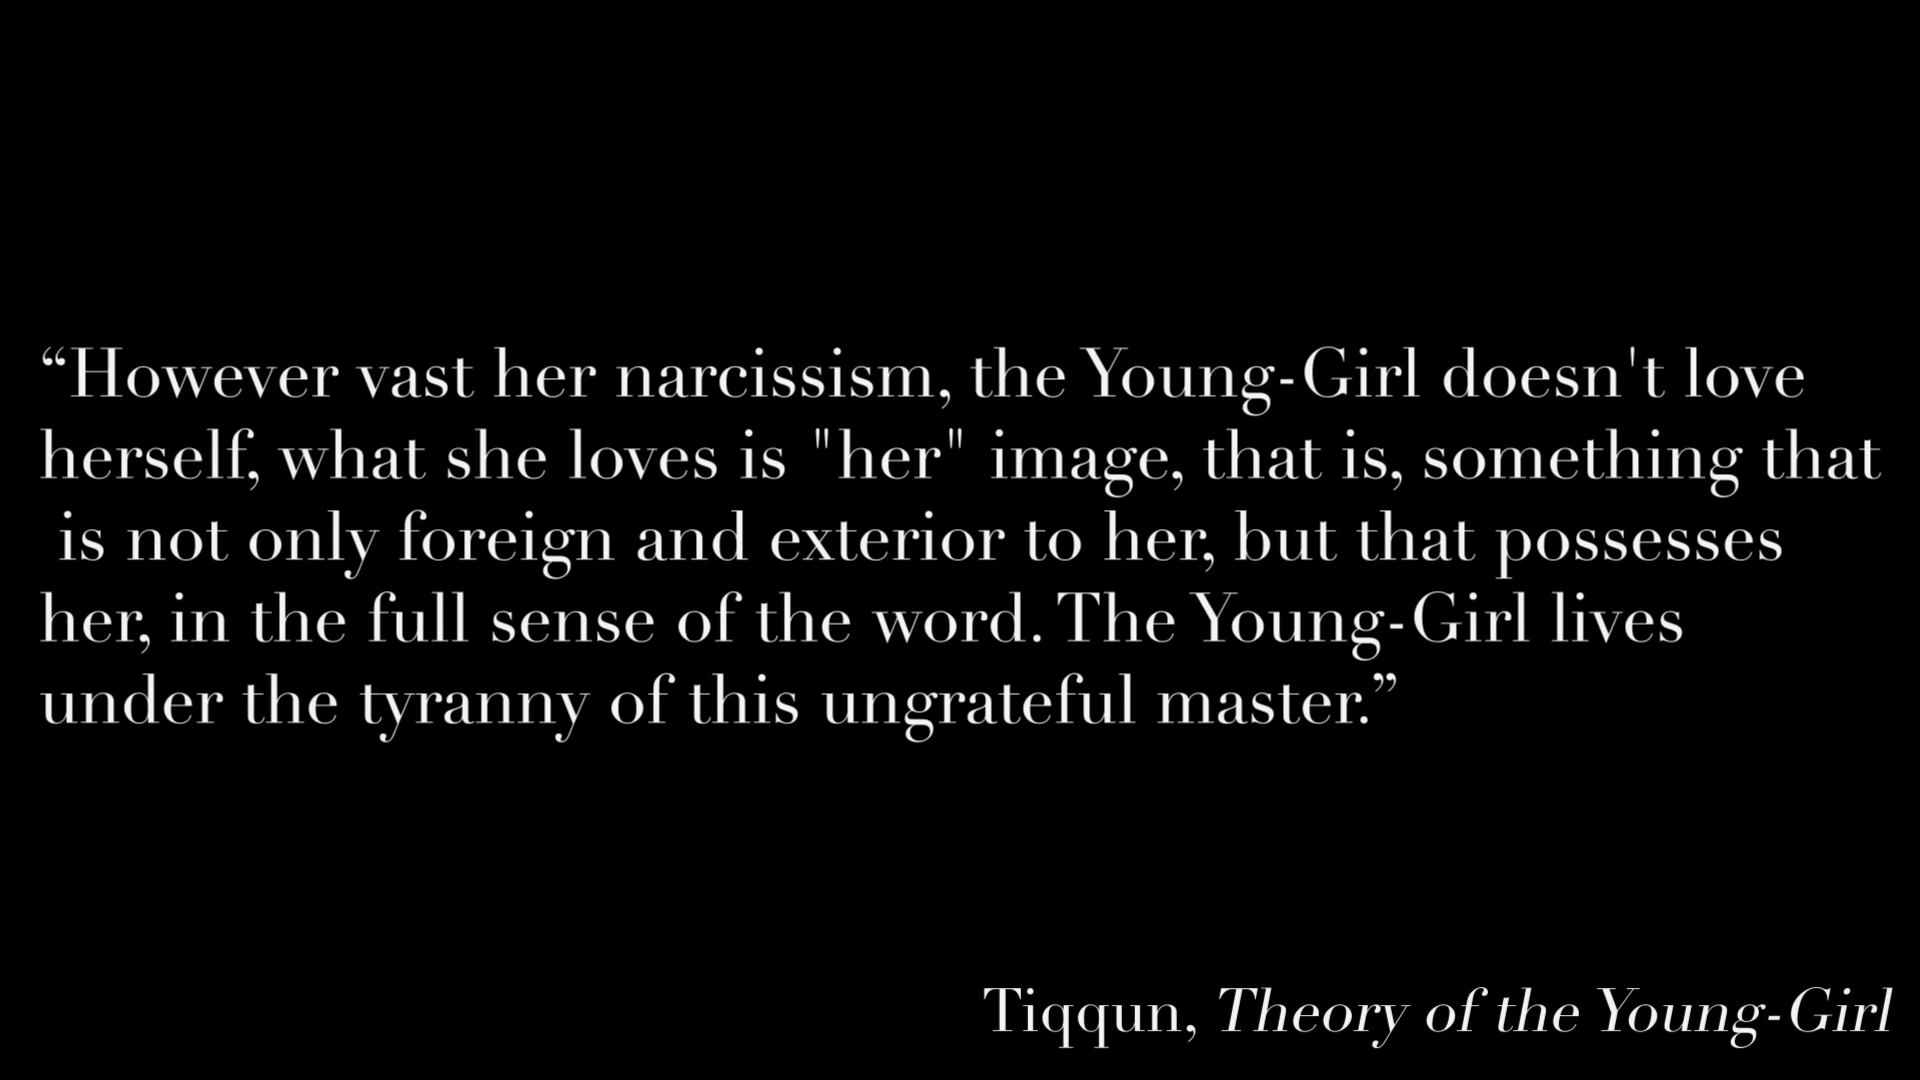 “However vast her narcissism, the Young-Girl doesn't love
herself, what she loves is "her" image, that is, something that
is not only foreign and exterior to her, but that possesses
her, in the full sense of the word. The Young-Girl lives
under the tyranny of this ungrateful master.”
Tiqqun, Theory of the Young-Girl